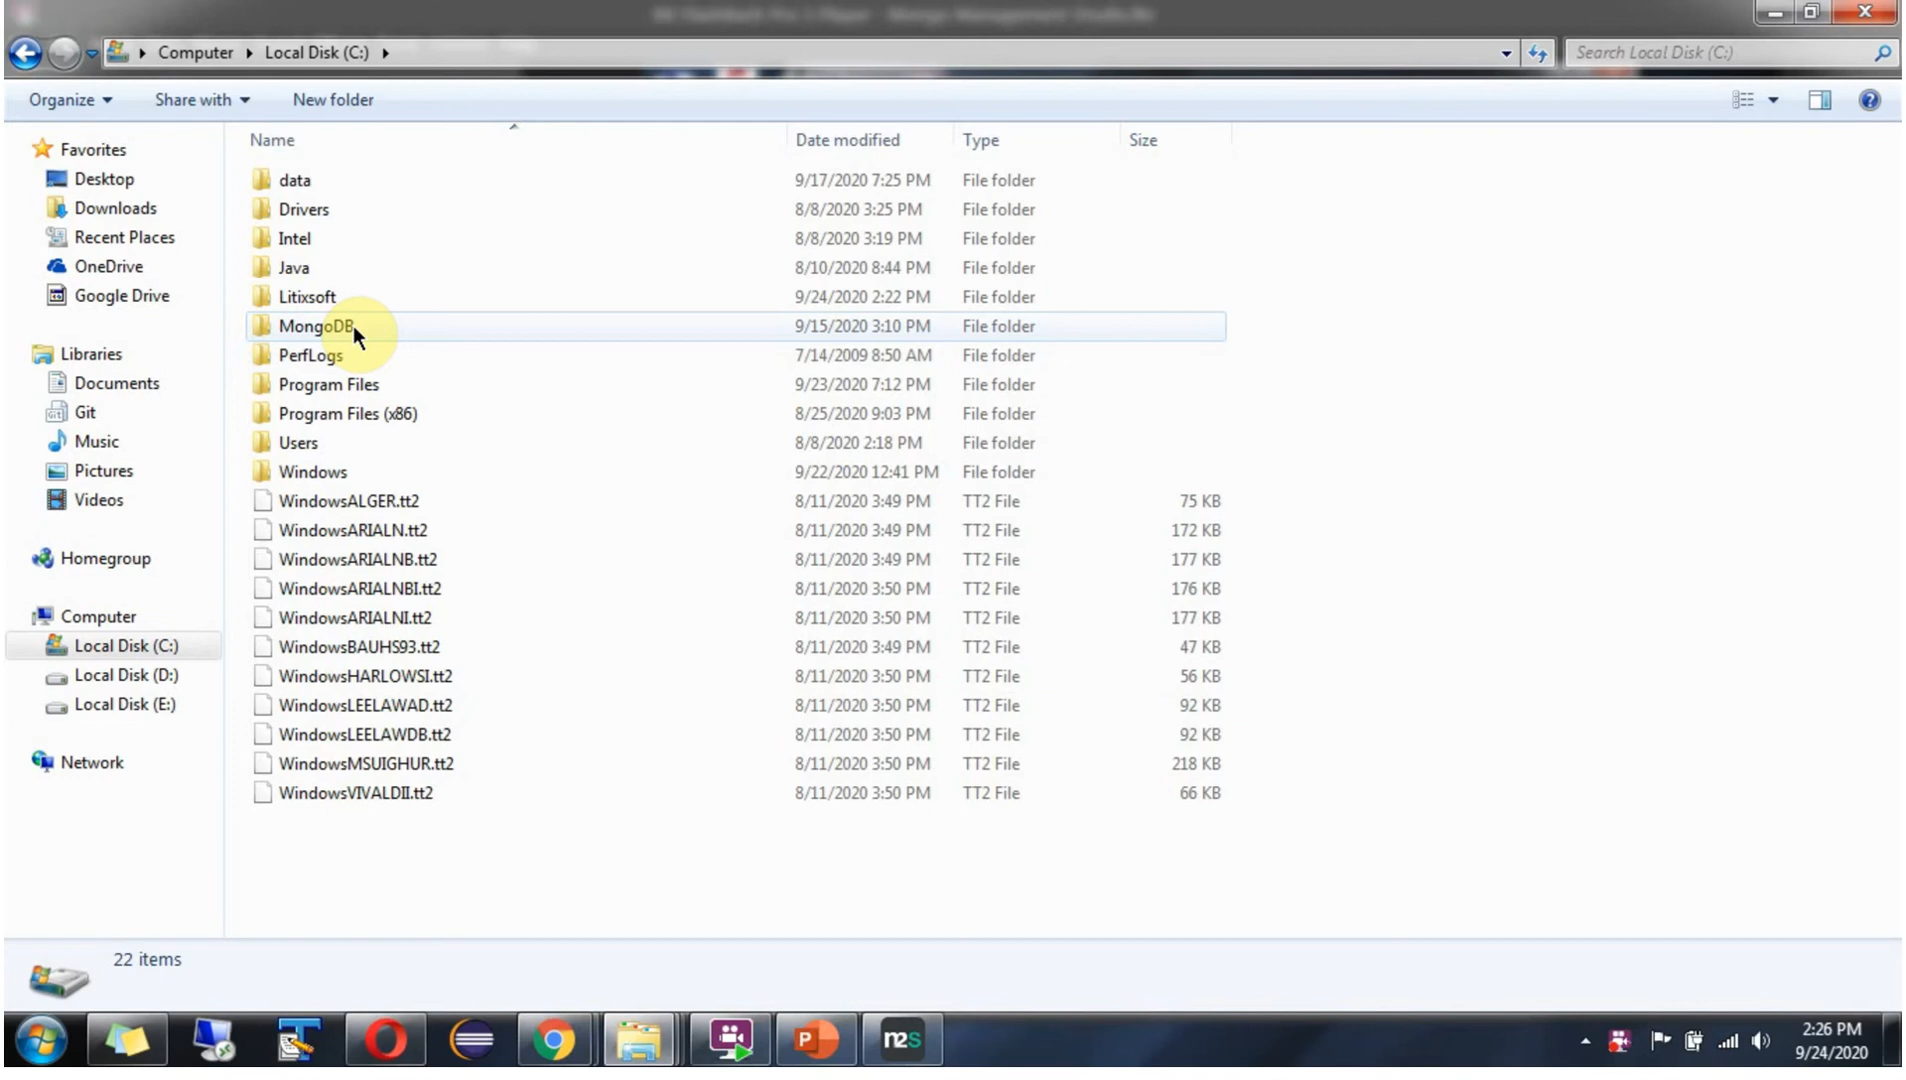 Computer Local Disk (C:)
Search Local Disk (C:)
Organize Share with New folder
Name Date modified Type Size
Favorites
Desktop
Downloads
Recent Places
OneDrive
Google Drive
Libraries
Documents
Git
Music
Pictures
Videos
Homegroup
Computer
Local Disk (C:)
Local Disk (D:)
Local Disk (E:)
Network
data 9/17/2020 7:25 PM File folder
Drivers 8/8/2020 3:25 PM File folder
Intel 8/8/2020 3:19 PM File folder
Java 8/10/2020 8:44 PM File folder
Litixsoft 9/24/2020 2:22 PM File folder
MongoDB 9/15/2020 3:10 PM File folder
PerfLogs 7/14/2009 8:50 AM File folder
Program Files 9/23/2020 7:12 PM File folder
Program Files (x86) 8/25/2020 9:03 PM File folder
Users 8/8/2020 2:18 PM File folder
Windows 9/22/2020 12:41 PM File folder
WindowsALGER.tt2 8/11/2020 3:49 PM TT2 File 75 KB
WindowsARIALN.tt2 8/11/2020 3:49 PM TT2 File 172 KB
WindowsARIALNB.tt2 8/11/2020 3:49 PM TT2 File 177 KB
WindowsARIALNBI.tt2 8/11/2020 3:50 PM TT2 File 176 KB
WindowsARIALNI.tt2 8/11/2020 3:50 PM TT2 File 177 KB
WindowsBAUHS93.tt2 8/11/2020 3:49 PM TT2 File 47 KB
WindowsHARLOWSI.tt2 8/11/2020 3:50 PM TT2 File 56 KB
WindowsLEELAWAD.tt2 8/11/2020 3:50 PM TT2 File 92 KB
WindowsLEELAWDB.tt2 8/11/2020 3:50 PM TT2 File 92 KB
WindowsMSUIGHUR.tt2 8/11/2020 3:50 PM TT2 File 218 KB
WindowsVIVALDII.tt2 8/11/2020 3:50 PM TT2 File 66 KB
22 items
2:26 PM
9/24/2020